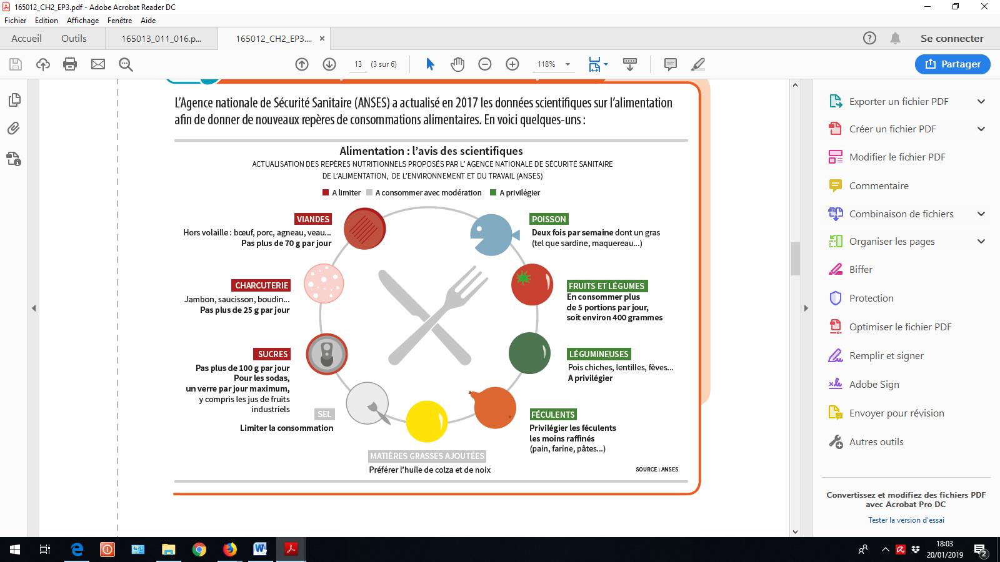 165012_CH2_EP3.pdf - Adobe Acrobat Reader DC
Fichier Edition Affichage Fenêtre Aide
Accueil Outils 165013_011_016.p... 165012_CH2_EP3.... × Se connecter
13 (3 sur 6) 118% Partager
L'Agence nationale de Sécurité Sanitaire (ANSES) a actualisé en 2017 les données scientifiques sur l'alimentation
afin de donner de nouveaux repères de consommations alimentaires. En voici quelques-uns :
Alimentation : l'avis des scientifiques
ACTUALISATION DES REPÈRES NUTRITIONNELS PROPOSÉS PAR L' AGENCE NATIONALE DE SÉCURITÉ SANITAIRE
DE L'ALIMENTATION, DE L'ENVIRONNEMENT ET DU TRAVAIL (ANSES)
A limiter A consommer avec modération A privilégier
VIANDES
Hors volaille : bœuf, porc, agneau, veau...
Pas plus de 70 g par jour
CHARCUTERIE
Jambon, saucisson, boudin...
Pas plus de 25 g par jour
SUCRES
Pas plus de 100 g par jour
Pour les sodas,
un verre par jour maximum,
y compris les jus de fruits
industriels
SEL
Limiter la consommation
MATIÈRES GRASSES AJOUTÉES
Préférer l'huile de colza et de noix
POISSON
Deux fois par semaine dont un gras
(tel que sardine, maquereau...)
FRUITS ET LÉGUMES
En consommer plus
de 5 portions par jour,
soit environ 400 grammes
LÉGUMINEUSES
Pois chiches, lentilles, fèves...
A privilégier
FÉCULENTS
Privilégier les féculents
les moins raffinés
(pain, farine, pâtes...)
SOURCE : ANSES
Exporter un fichier PDF
Créer un fichier PDF
Modifier le fichier PDF
Commentaire
Combinaison de fichiers
Organiser les pages
Biffer
Protection
Optimiser le fichier PDF
Remplir et signer
Adobe Sign
Envoyer pour révision
Autres outils
Convertissez et modifiez des fichiers PDF
avec Acrobat Pro DC
Tester la version d'essai
18:03
20/01/2019
2